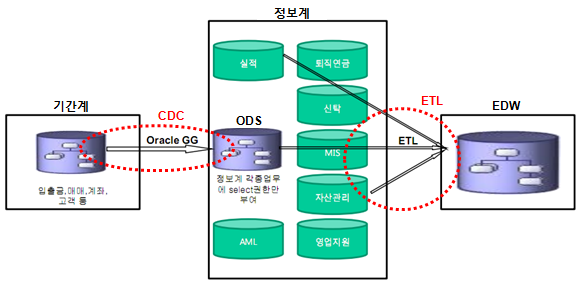 정보계
실적
퇴직연금
신탁
ETL
기간계
CDC
ODS
EDW
Oracle GG
MIS
ETL
입출금,매매,계좌,
고객 등
정보계 각종업무
에 select권한만
부여
자산관리
AML
영업지원